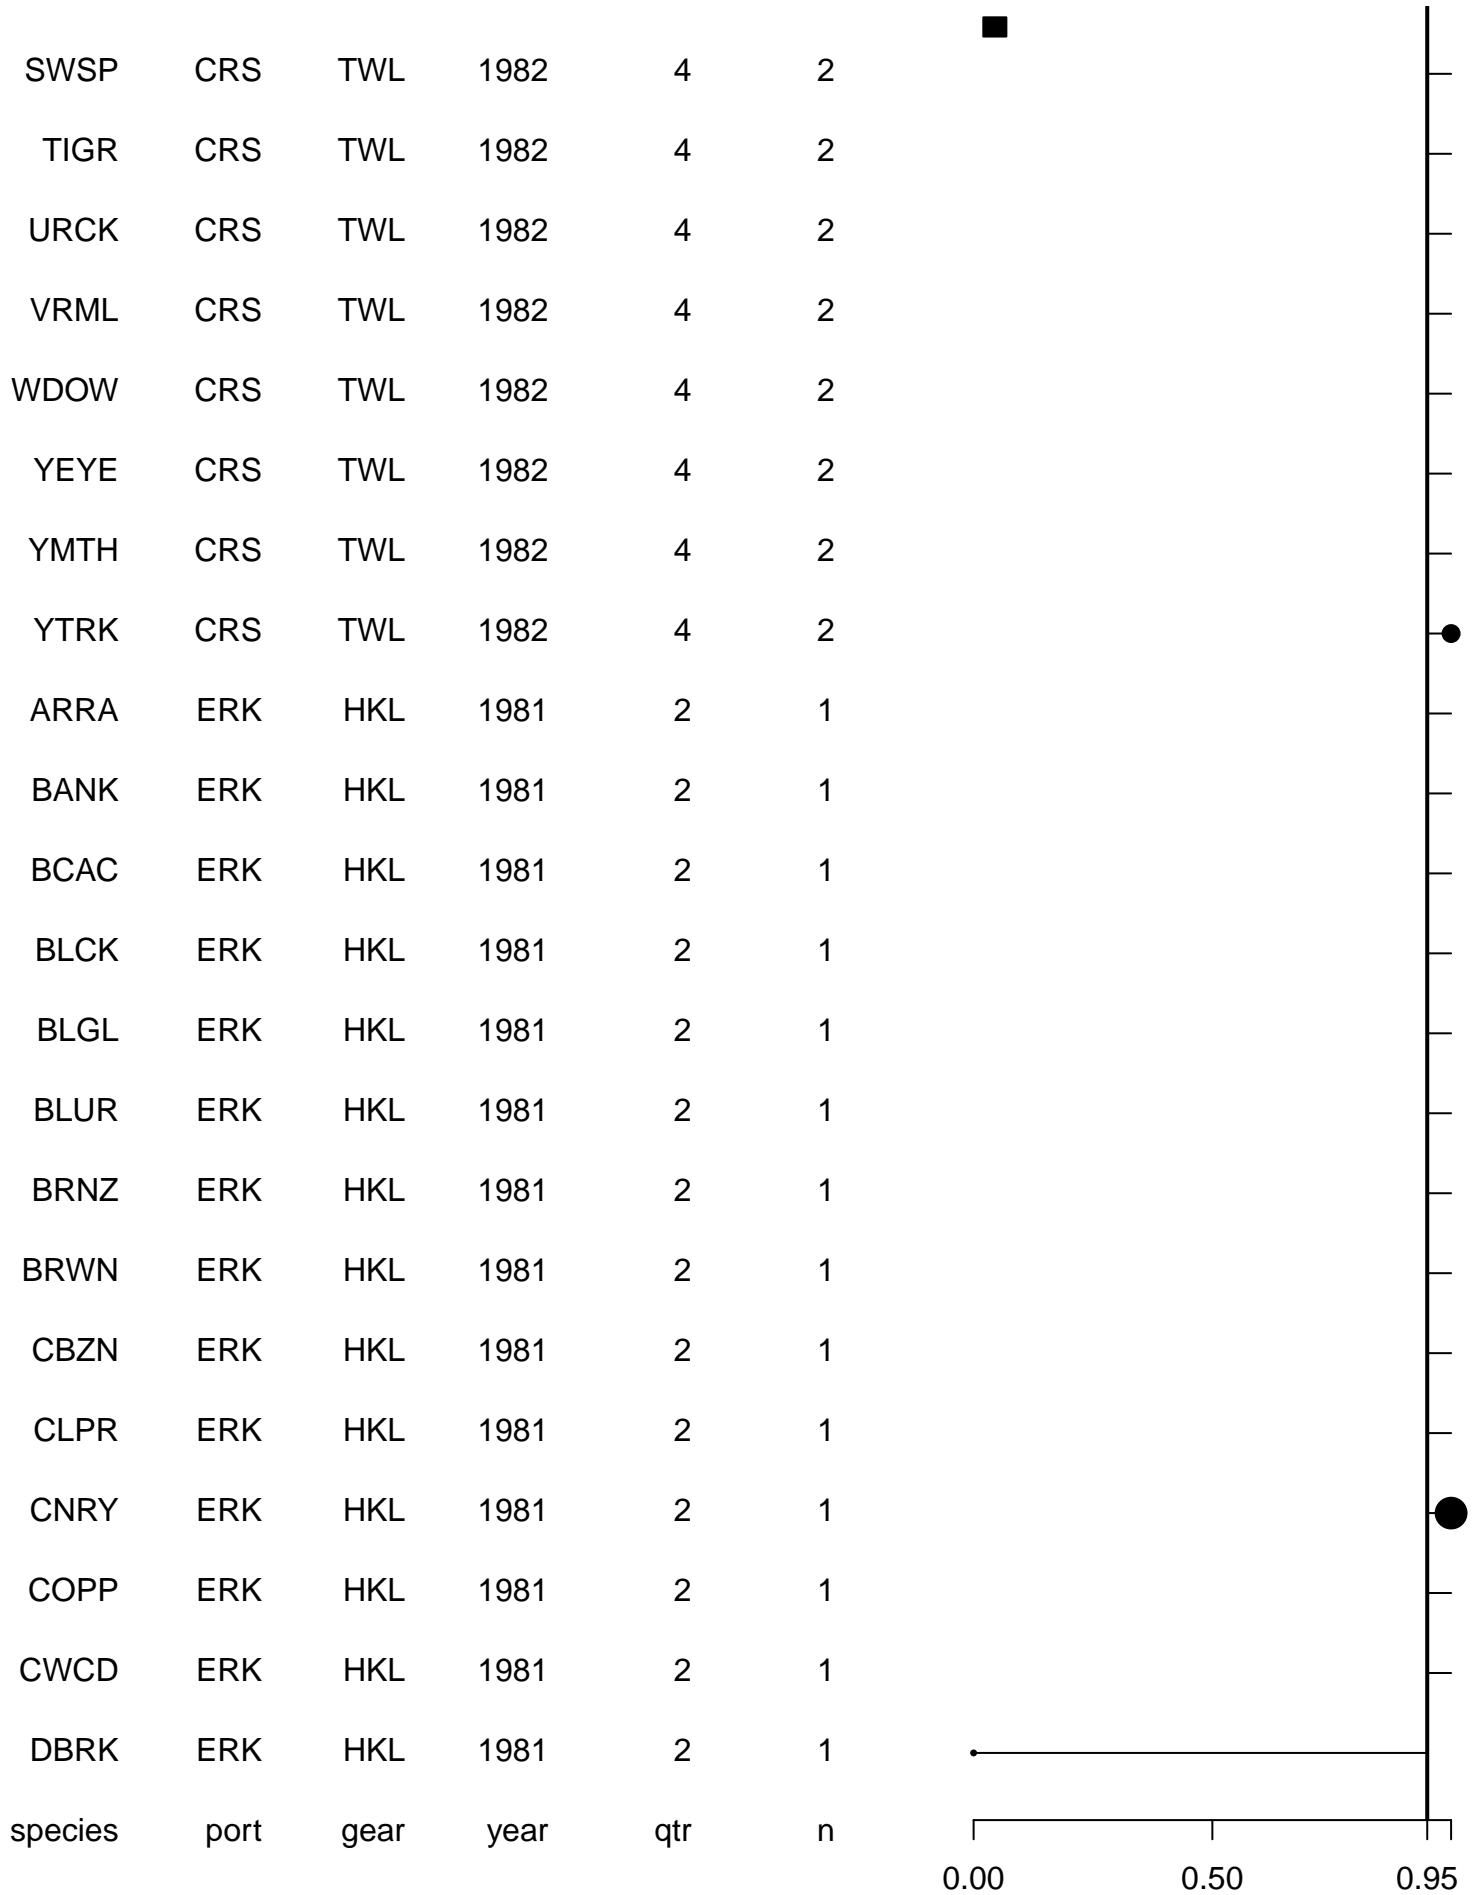 SWSP CRS TWL 1982 4 2
TIGR CRS TWL 1982 4 2
URCK CRS TWL 1982 4 2
VRML CRS TWL 1982 4 2
WDOW CRS TWL 1982 4 2
YEYE CRS TWL 1982 4 2
YMTH CRS TWL 1982 4 2
YTRK CRS TWL 1982 4 2
ARRA ERK HKL 1981 2 1
BANK ERK HKL 1981 2 1
BCAC ERK HKL 1981 2 1
BLCK ERK HKL 1981 2 1
BLGL ERK HKL 1981 2 1
BLUR ERK HKL 1981 2 1
BRNZ ERK HKL 1981 2 1
BRWN ERK HKL 1981 2 1
CBZN ERK HKL 1981 2 1
CLPR ERK HKL 1981 2 1
CNRY ERK HKL 1981 2 1
COPP ERK HKL 1981 2 1
CWCD ERK HKL 1981 2 1
DBRK ERK HKL 1981 2 1
species port gear year qtr n
0.00 0.50 0.95